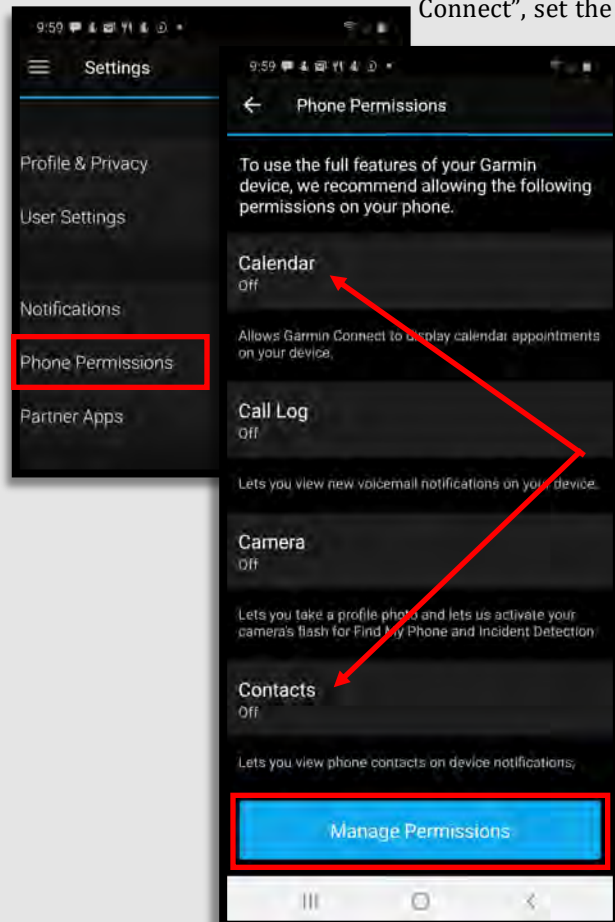 Connect", set the
9:59
Settings
Profile & Privacy
User Settings
Notifications
Phone Permissions
Partner Apps
9:59
Phone Permissions
To use the full features of your Garmin
device, we recommend allowing the following
permissions on your phone.
Calendar
Off
Allows Garmin Connect to display calendar appointments
on your device.
Call Log
Off
Lets you view new voicemail notifications on your device.
Camera
Off
Lets you take a profile photo and lets us activate your
camera's flash for Find My Phone and Incident Detection
Contacts
Off
Lets you view phone contacts on device notifications.
Manage Permissions